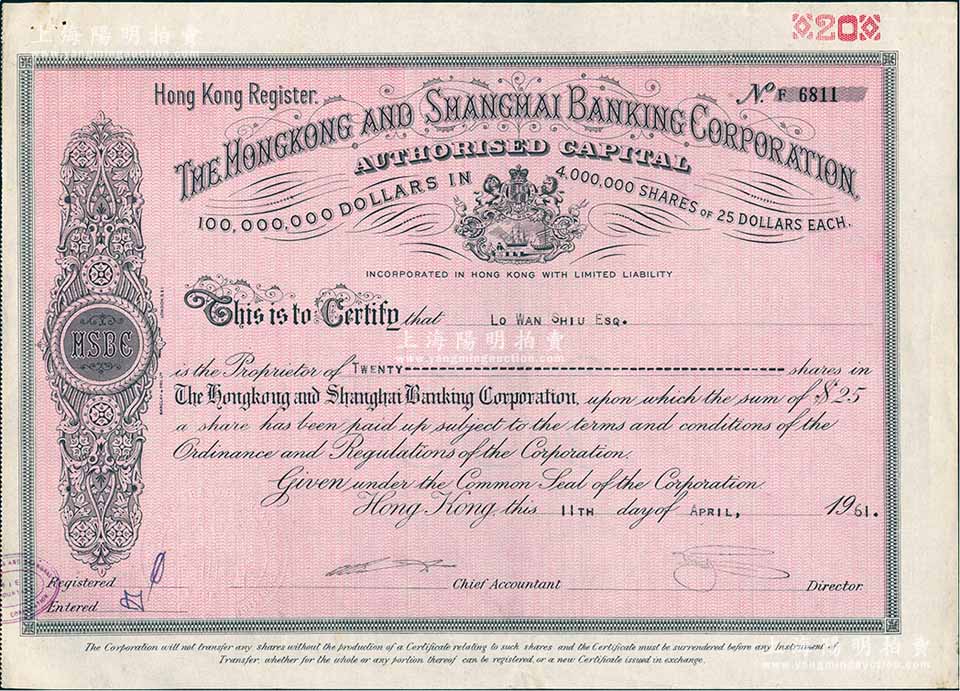 上海陽明拍賣
www.yangmingauction.com
20
Hong Kong Register.
No. F 6811
THE HONGKONG AND SHANGHAI BANKING CORPORATION.
AUTHORISED CAPITAL
100,000,000 DOLLARS IN 4,000,000 SHARES OF 25 DOLLARS EACH.
INCORPORATED IN HONG KONG WITH LIMITED LIABILITY
This is to Certify that LO WAN SHIU ESQ.
上海陽明拍賣
www.yangmingauction.com
HSBC
is the Proprietor of TWENTY shares in
The Hongkong and Shanghai Banking Corporation, upon which the sum of $25
a share has been paid up subject to the terms and conditions of the
Ordinance and Regulations of the Corporation.
Given under the Common Seal of the Corporation.
Hong Kong, this 11TH day of APRIL, 1961.
Registered
Chief Accountant
Director
Entered
The Corporation will not transfer any shares without the production of a Certificate relating to such shares and the Certificate must be surrendered before any Instrument of
Transfer, whether for the whole or any portion thereof can be registered, or a new Certificate issued in exchange.
上海陽明拍賣
www.yangmingauction.com